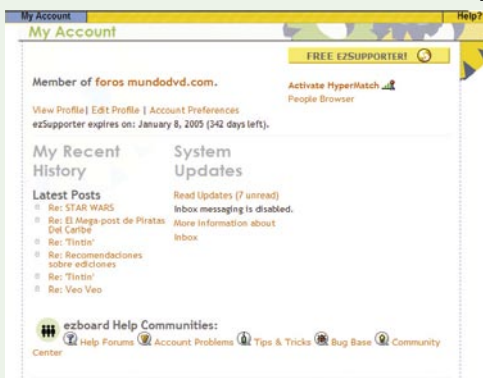 My Account
Help?
My Account
FREE EZSUPPORTER!
Member of foros mundodvd.com.
Activate HyperMatch
People Browser
View Profile| Edit Profile | Account Preferences
ezSupporter expires on: January 8, 2005 (342 days left).
My Recent
History
Latest Posts
Re: STAR WARS
Re: El Mega-post de Piratas
Del Caribe
Re: 'Tintin'
Re: Recomendaciones
sobre ediciones
Re: 'Tintin'
Re: Veo Veo
System
Updates
Read Updates (7 unread)
Inbox messaging is disabled.
More Information about
Inbox
ezboard Help Communities:
Help Forums Account Problems Tips & Tricks Bug Base Community
Center